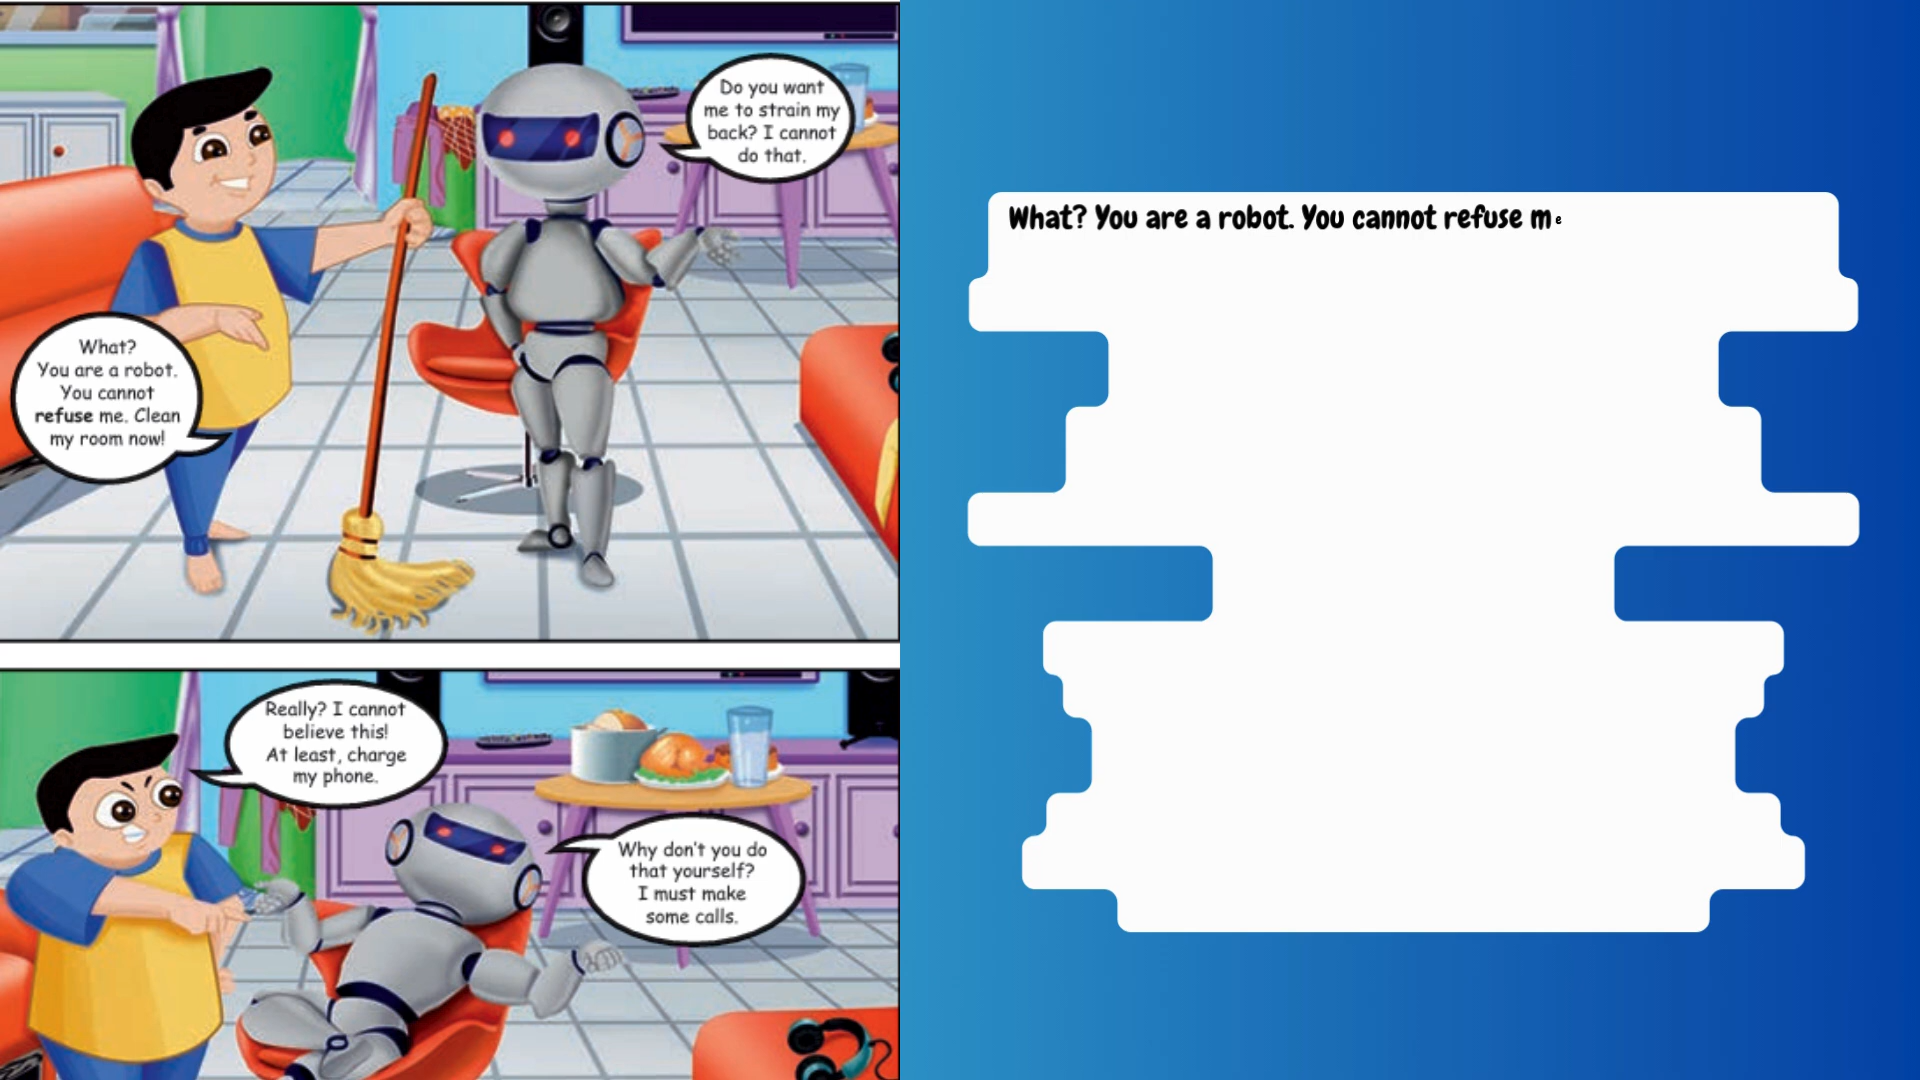 Do you want
me to strain my
back? I cannot
do that.
What?
You are a robot.
You cannot
refuse me. Clean
my room now!
Really? I cannot
believe this!
At least, charge
my phone.
Why don't you do
that yourself?
I must make
some calls.
What? You are a robot. You cannot refuse me